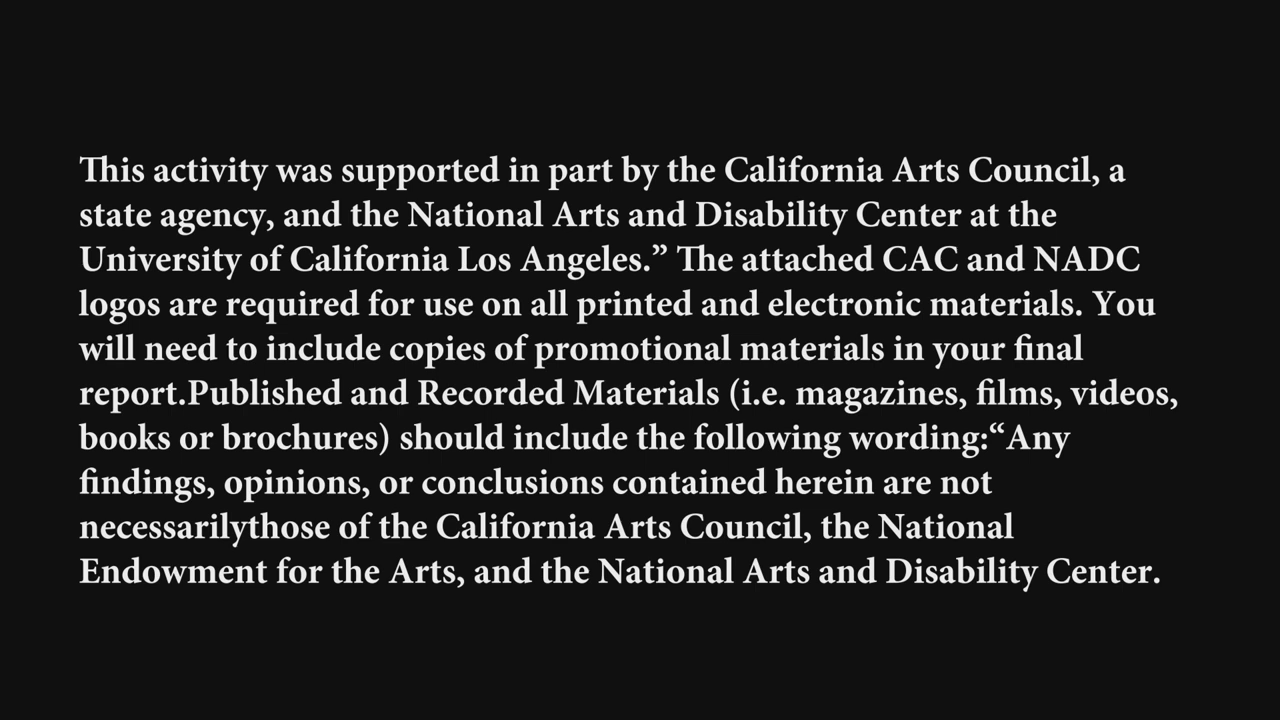 This activity was supported in part by the California Arts Council, a
state agency, and the National Arts and Disability Center at the
University of California Los Angeles.” The attached CAC and NADC
logos are required for use on all printed and electronic materials. You
will need to include copies of promotional materials in your final
report.Published and Recorded Materials (i.e. magazines, films, videos,
books or brochures) should include the following wording:“Any
findings, opinions, or conclusions contained herein are not
necessarilythose of the California Arts Council, the National
Endowment for the Arts, and the National Arts and Disability Center.